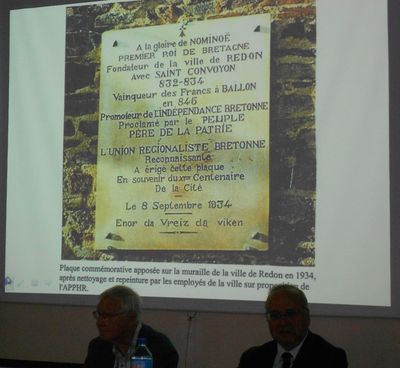 A la gloire de NOMINOÉ
PREMIER ROI DE BRETAGNE
Fondateur de la ville de REDON
avec SAINT CONVOYON
832-834
Vainqueur des Francs à BALLON
en 846
Promoteur de l'INDÉPENDANCE BRETONNE
Proclamé par le PEUPLE
PÈRE DE LA PATRIE
L'UNION RÉGIONALISTE BRETONNE
Reconnaissante
A érigé cette plaque
En souvenir du XIme Centenaire
De la Cité
Le 8 Septembre 1934
Enor da Vreiz da viken
Plaque commémorative apposée sur la muraille de la ville de Redon en 1934,
après nettoyage et repeinture par les employés de la ville sur proposition de
l'APPHR.